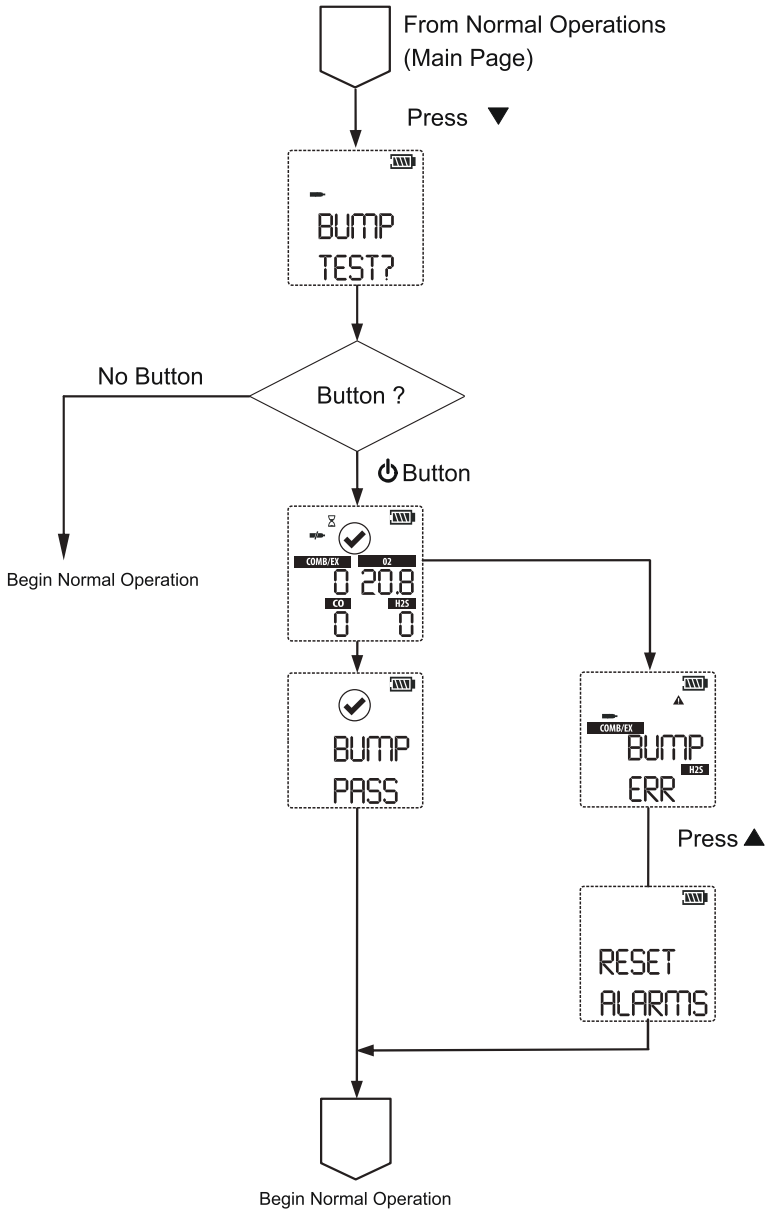 From Normal Operations
(Main Page)
Press ▼
BUMP
TEST?
No Button
Button ?
Button
Begin Normal Operation
COMB/EX O2
0 20.8
CO H2S
0 0
BUMP
PASS
COMB/EX
BUMP
H2S
ERR
Press ▲
RESET
ALARMS
Begin Normal Operation